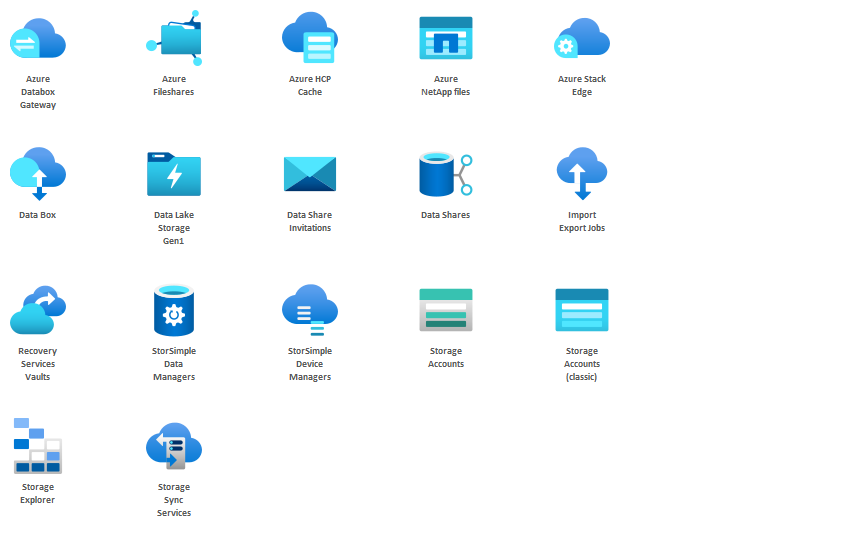 Azure
Databox
Gateway
Azure
Fileshares
Azure HCP
Cache
Azure
NetApp files
Azure Stack
Edge
Data Box
Data Lake
Storage
Gen1
Data Share
Invitations
Data Shares
Import
Export Jobs
Recovery
Services
Vaults
StorSimple
Data
Managers
StorSimple
Device
Managers
Storage
Accounts
Storage
Accounts
(classic)
Storage
Explorer
Storage
Sync
Services